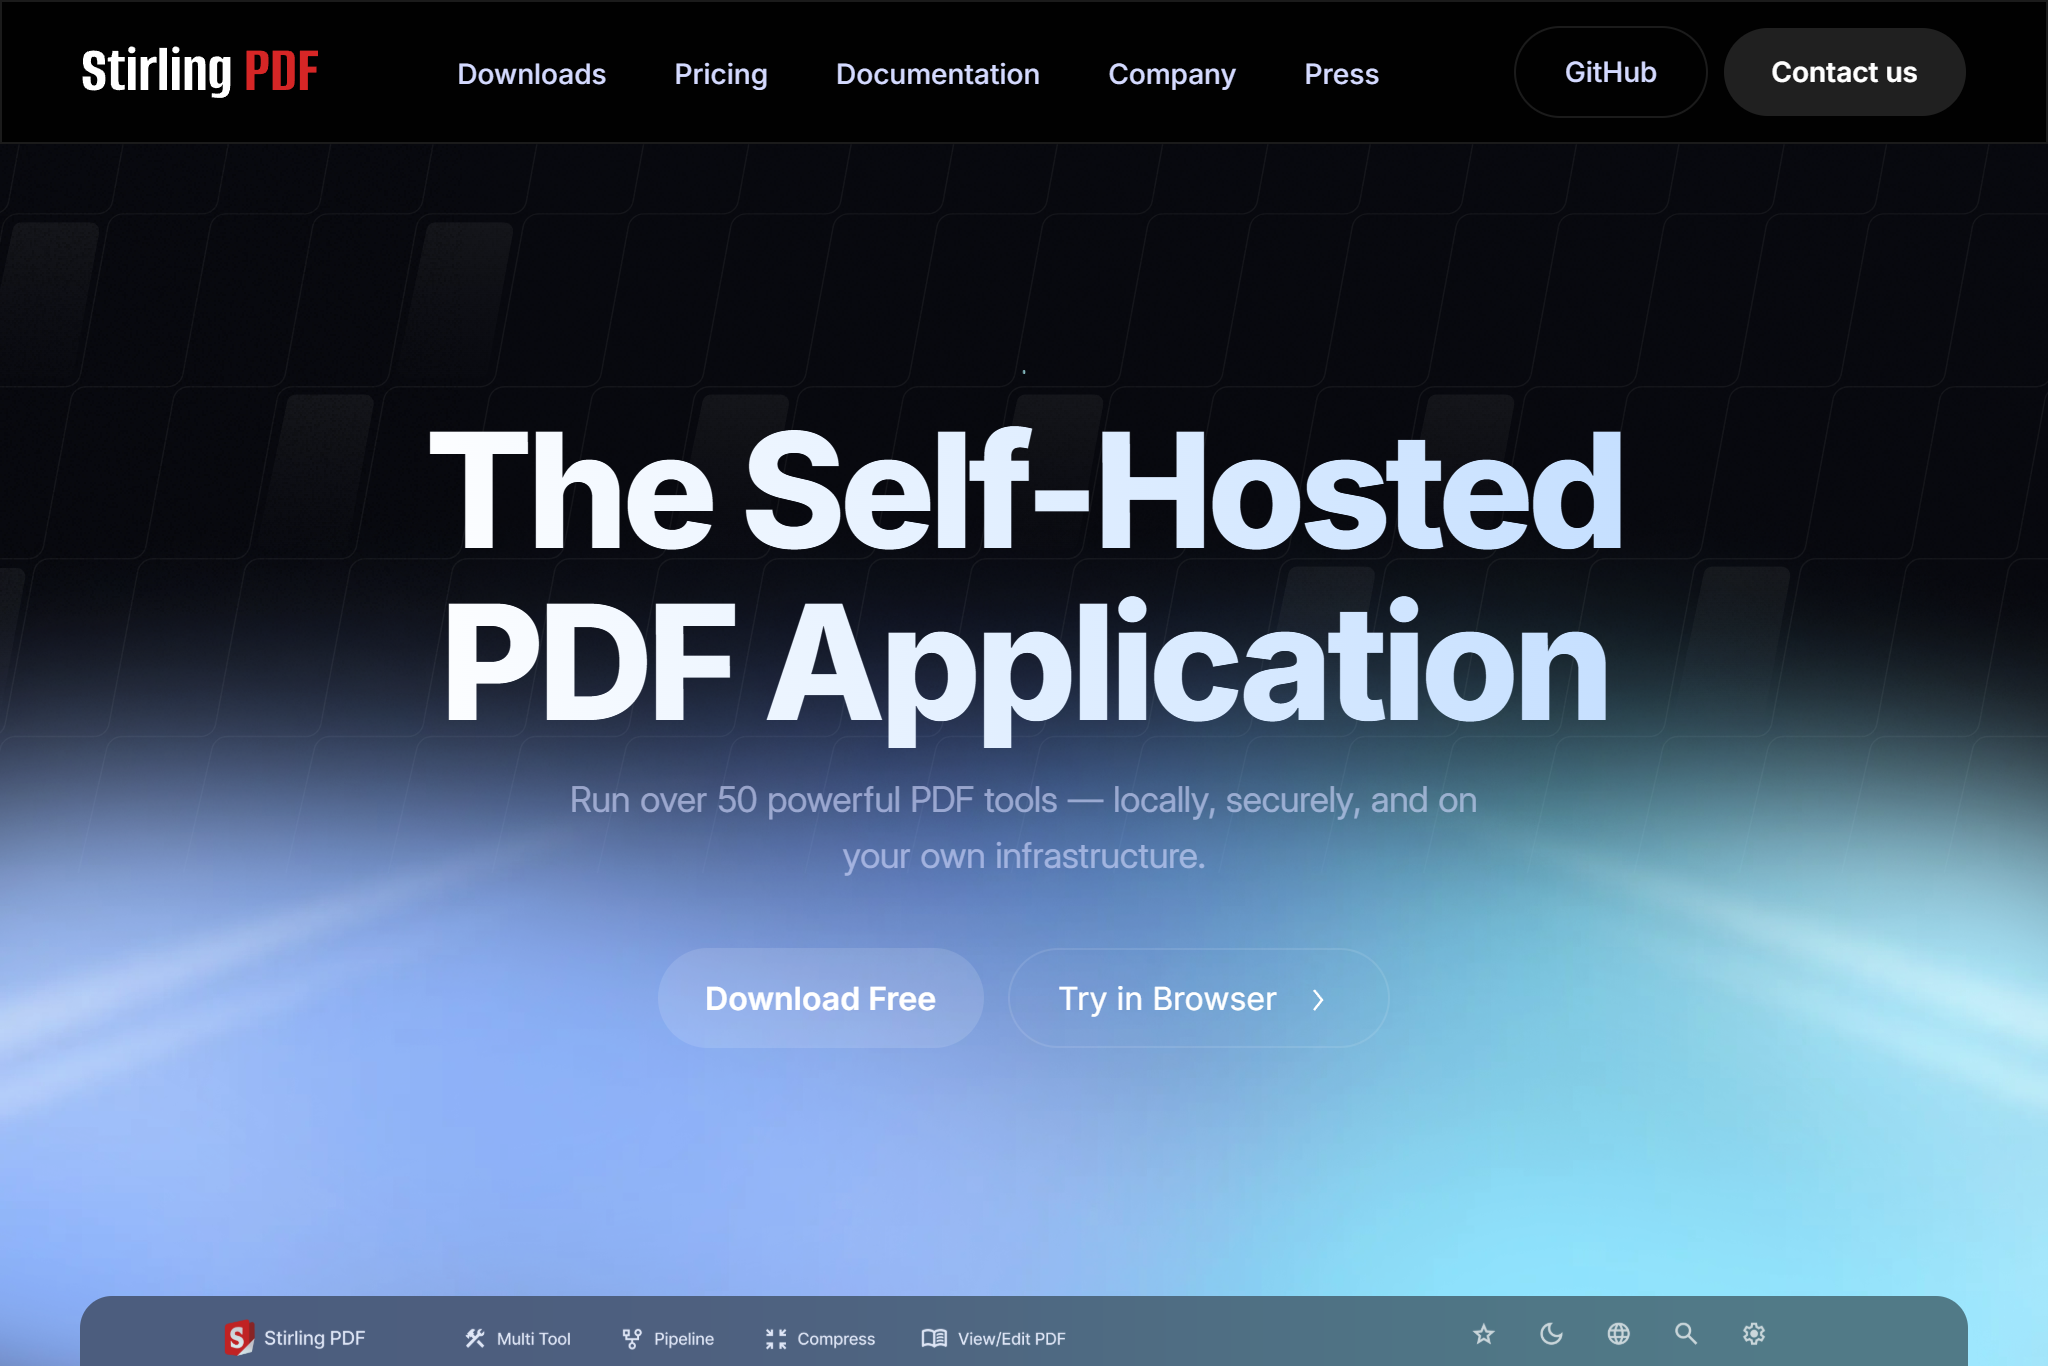 Stirling PDF
Downloads
Pricing
Documentation
Company
Press
GitHub
Contact us
The Self-Hosted
PDF Application
Run over 50 powerful PDF tools — locally, securely, and on
your own infrastructure.
Download Free
Try in Browser
S Stirling PDF
Multi Tool
Pipeline
Compress
View/Edit PDF